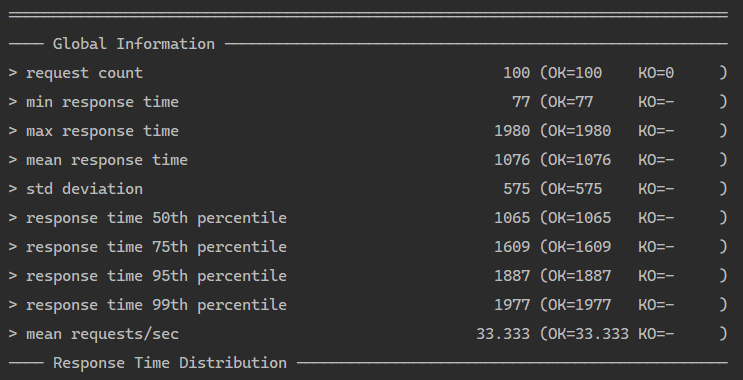 ================================================================================
---- Global Information --------------------------------------------------------
> request count                                        100 (OK=100    KO=0     )
> min response time                                     77 (OK=77     KO=-     )
> max response time                                   1980 (OK=1980   KO=-     )
> mean response time                                  1076 (OK=1076   KO=-     )
> std deviation                                        575 (OK=575    KO=-     )
> response time 50th percentile                       1065 (OK=1065   KO=-     )
> response time 75th percentile                       1609 (OK=1609   KO=-     )
> response time 95th percentile                       1887 (OK=1887   KO=-     )
> response time 99th percentile                       1977 (OK=1977   KO=-     )
> mean requests/sec                                 33.333 (OK=33.333 KO=-     )
---- Response Time Distribution ------------------------------------------------